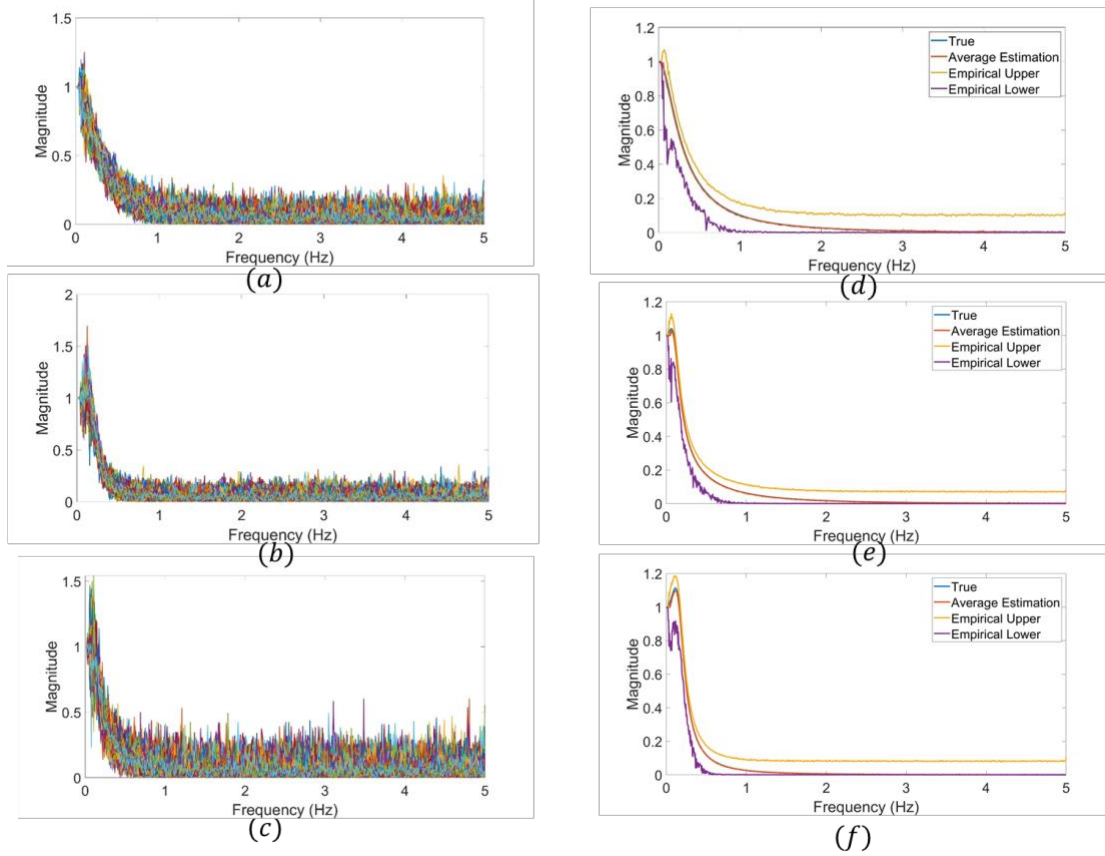 1.5
1
0.5
0
Magnitude
0 1 2 3 4 5
Frequency (Hz)
(a)
1.2
1
0.8
0.6
0.4
0.2
0
Magnitude
True
Average Estimation
Empirical Upper
Empirical Lower
0 1 2 3 4 5
Frequency (Hz)
(d)
2
1.5
1
0.5
0
Magnitude
0 1 2 3 4 5
Frequency (Hz)
(b)
1.2
1
0.8
0.6
0.4
0.2
0
Magnitude
True
Average Estimation
Empirical Upper
Empirical Lower
0 1 2 3 4 5
Frequency (Hz)
(e)
1.5
1
0.5
0
Magnitude
0 1 2 3 4 5
Frequency (Hz)
(c)
1.2
1
0.8
0.6
0.4
0.2
0
Magnitude
True
Average Estimation
Empirical Upper
Empirical Lower
0 1 2 3 4 5
Frequency (Hz)
(f)